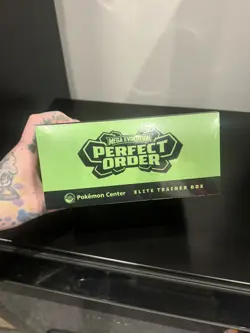 MEGA EVOLUTION
PERFECT
ORDER
Pokémon Center ELITE TRAINER BOX